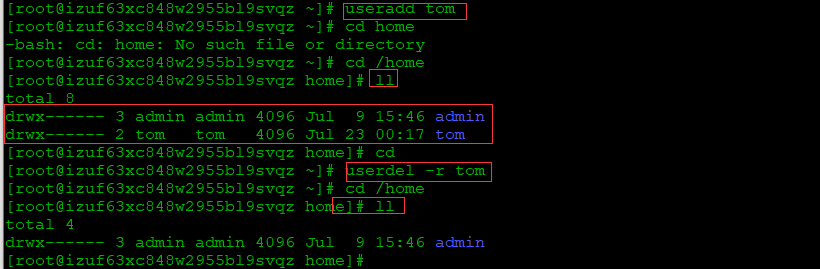 [root@izuf63xc848w2955bl9svqz ~]# useradd tom
[root@izuf63xc848w2955bl9svqz ~]# cd home
-bash: cd: home: No such file or directory
[root@izuf63xc848w2955bl9svqz ~]# cd /home
[root@izuf63xc848w2955bl9svqz home]# ll
total 8
drwx------ 3 admin admin 4096 Jul  9 15:46 admin
drwx------ 2 tom   tom   4096 Jul 23 00:17 tom
[root@izuf63xc848w2955bl9svqz home]# cd
[root@izuf63xc848w2955bl9svqz ~]# userdel -r tom
[root@izuf63xc848w2955bl9svqz ~]# cd /home
[root@izuf63xc848w2955bl9svqz home]# ll
total 4
drwx------ 3 admin admin 4096 Jul  9 15:46 admin
[root@izuf63xc848w2955bl9svqz home]#